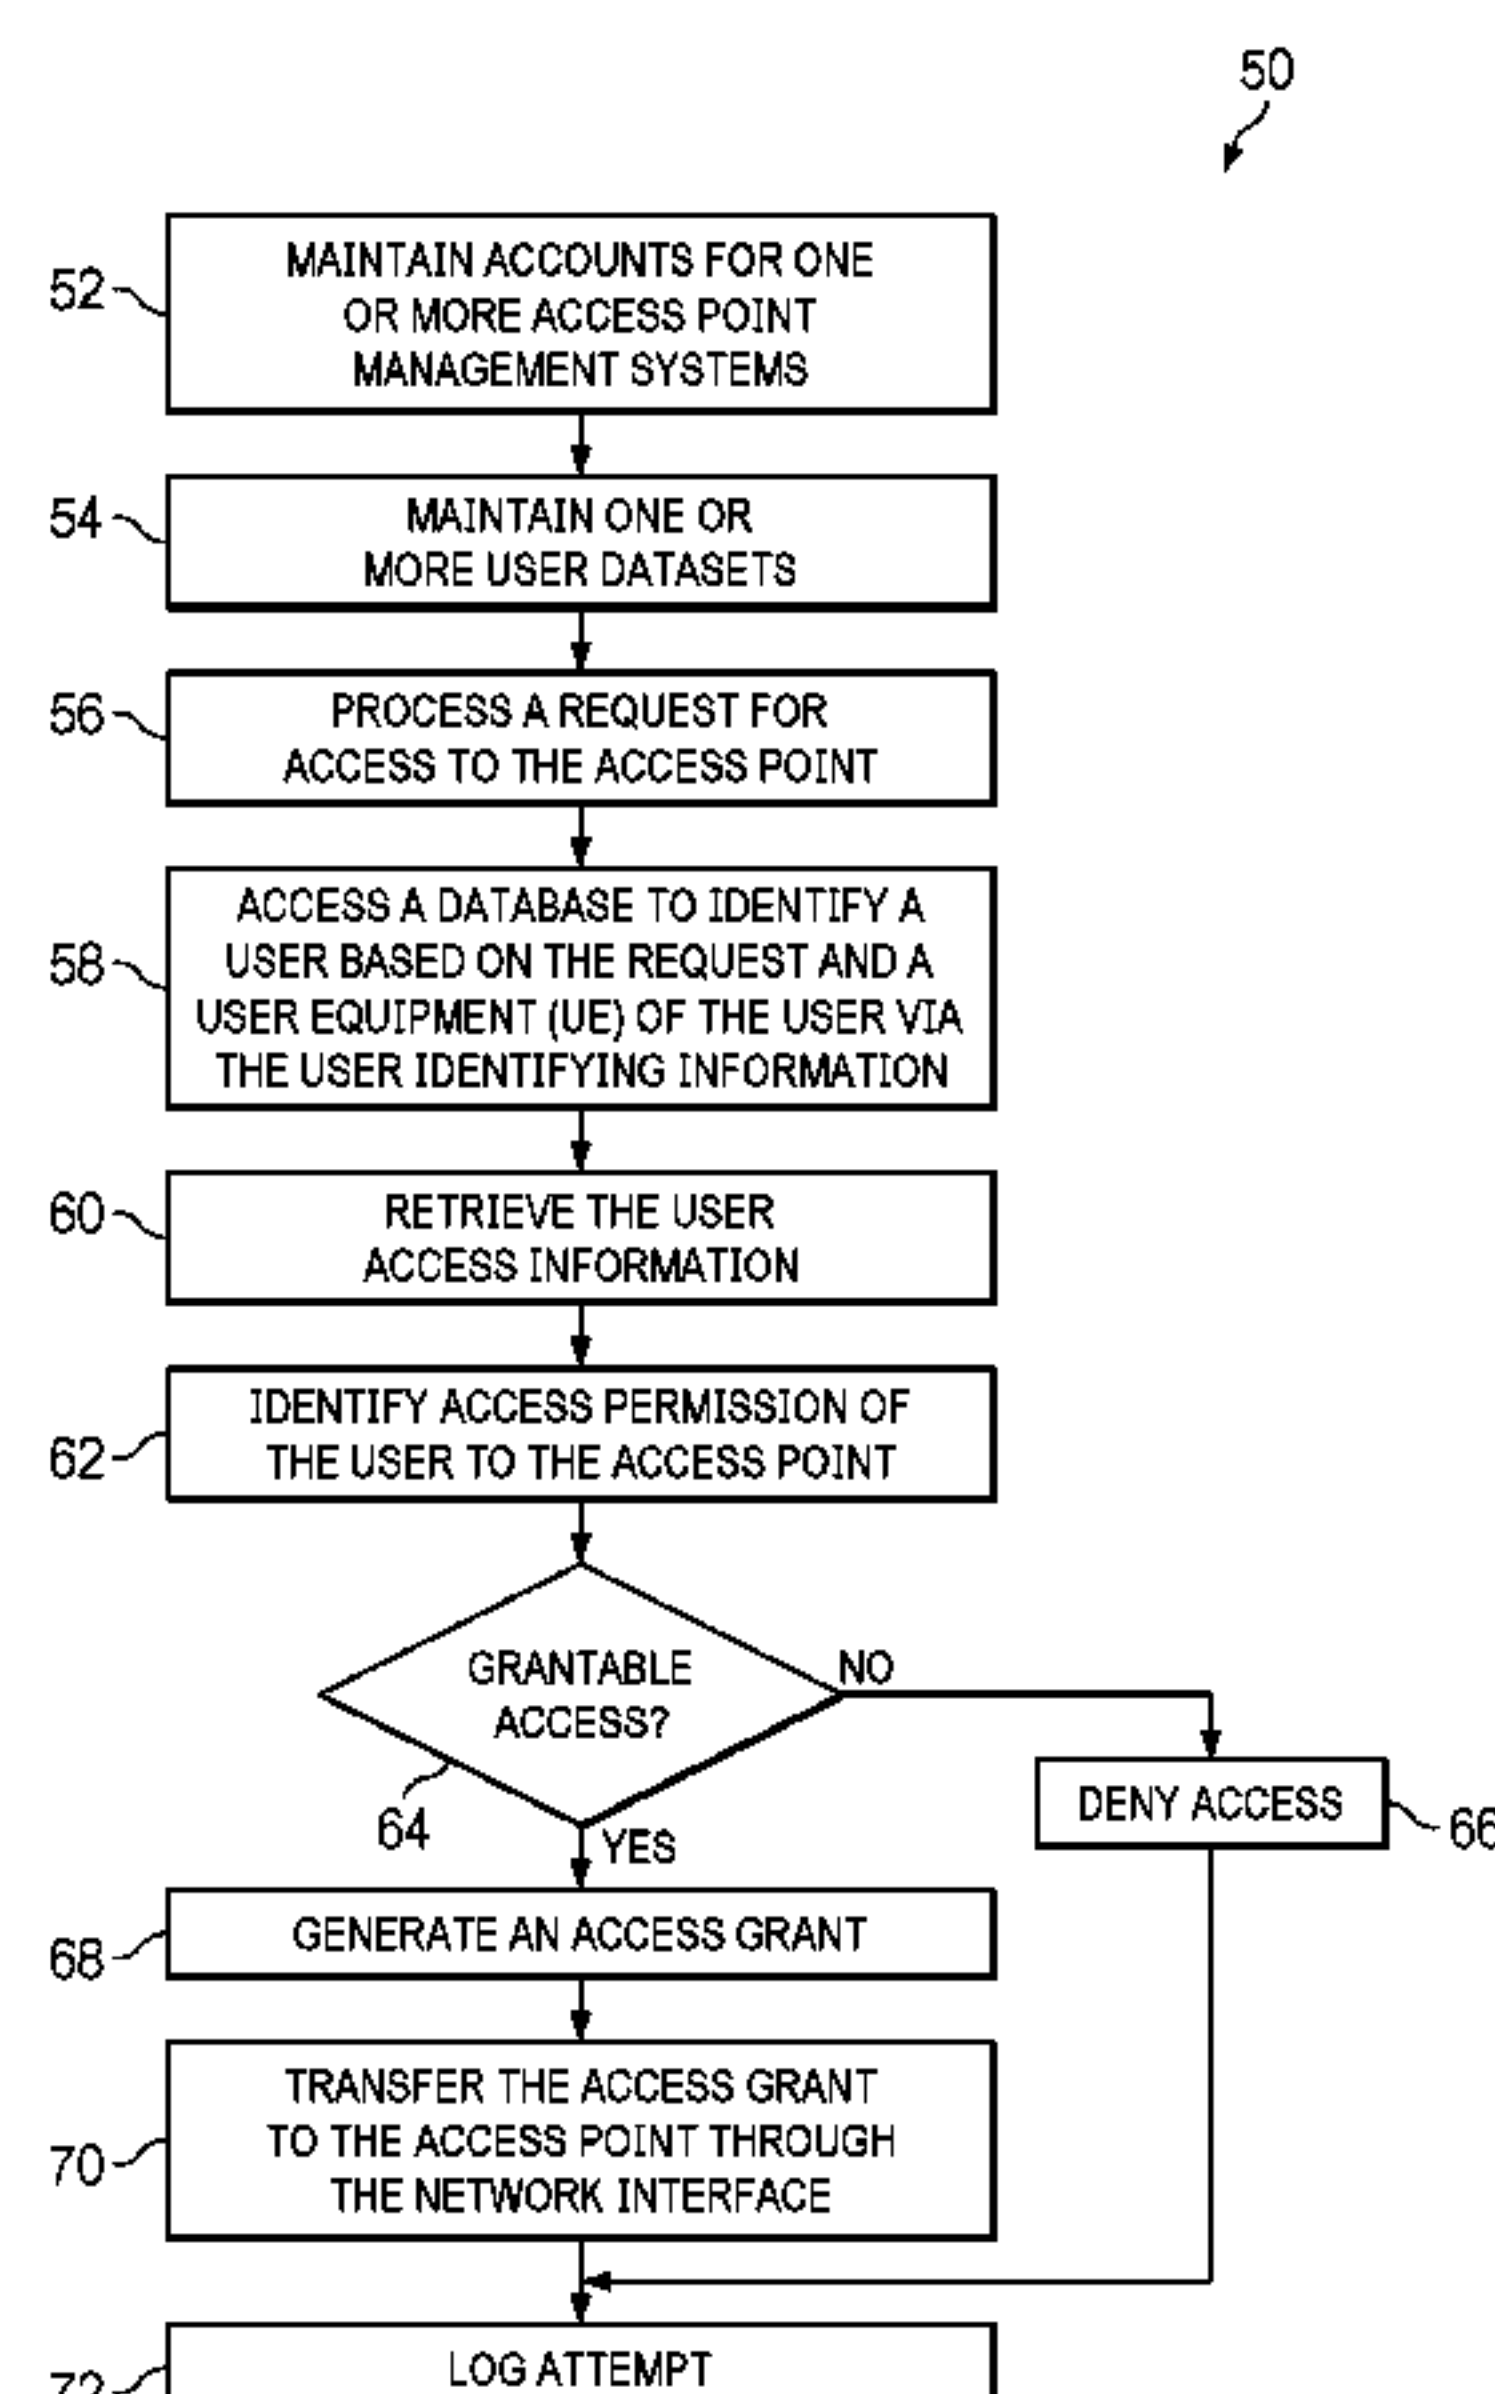 50
52
MAINTAIN ACCOUNTS FOR ONE
OR MORE ACCESS POINT
MANAGEMENT SYSTEMS
54
MAINTAIN ONE OR
MORE USER DATASETS
56
PROCESS A REQUEST FOR
ACCESS TO THE ACCESS POINT
58
ACCESS A DATABASE TO IDENTIFY A
USER BASED ON THE REQUEST AND A
USER EQUIPMENT (UE) OF THE USER VIA
THE USER IDENTIFYING INFORMATION
60
RETRIEVE THE USER
ACCESS INFORMATION
62
IDENTIFY ACCESS PERMISSION OF
THE USER TO THE ACCESS POINT
GRANTABLE
ACCESS?
NO
64
YES
DENY ACCESS
66
68
GENERATE AN ACCESS GRANT
70
TRANSFER THE ACCESS GRANT
TO THE ACCESS POINT THROUGH
THE NETWORK INTERFACE
72
LOG ATTEMPT